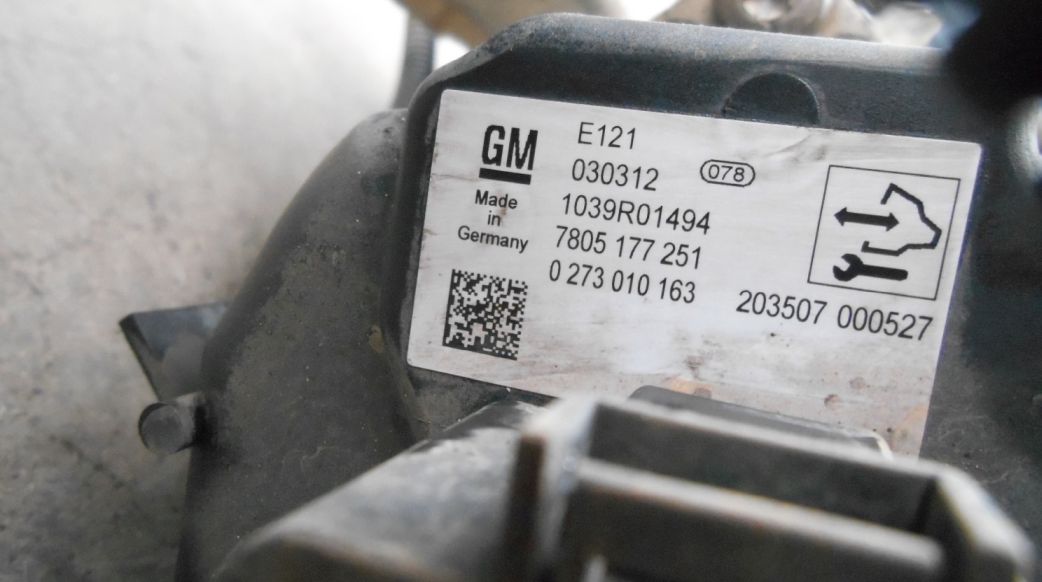 GM
Made
in
Germany
E121
030312
078
1039R01494
7805 177 251
0 273 010 163
203507 000527